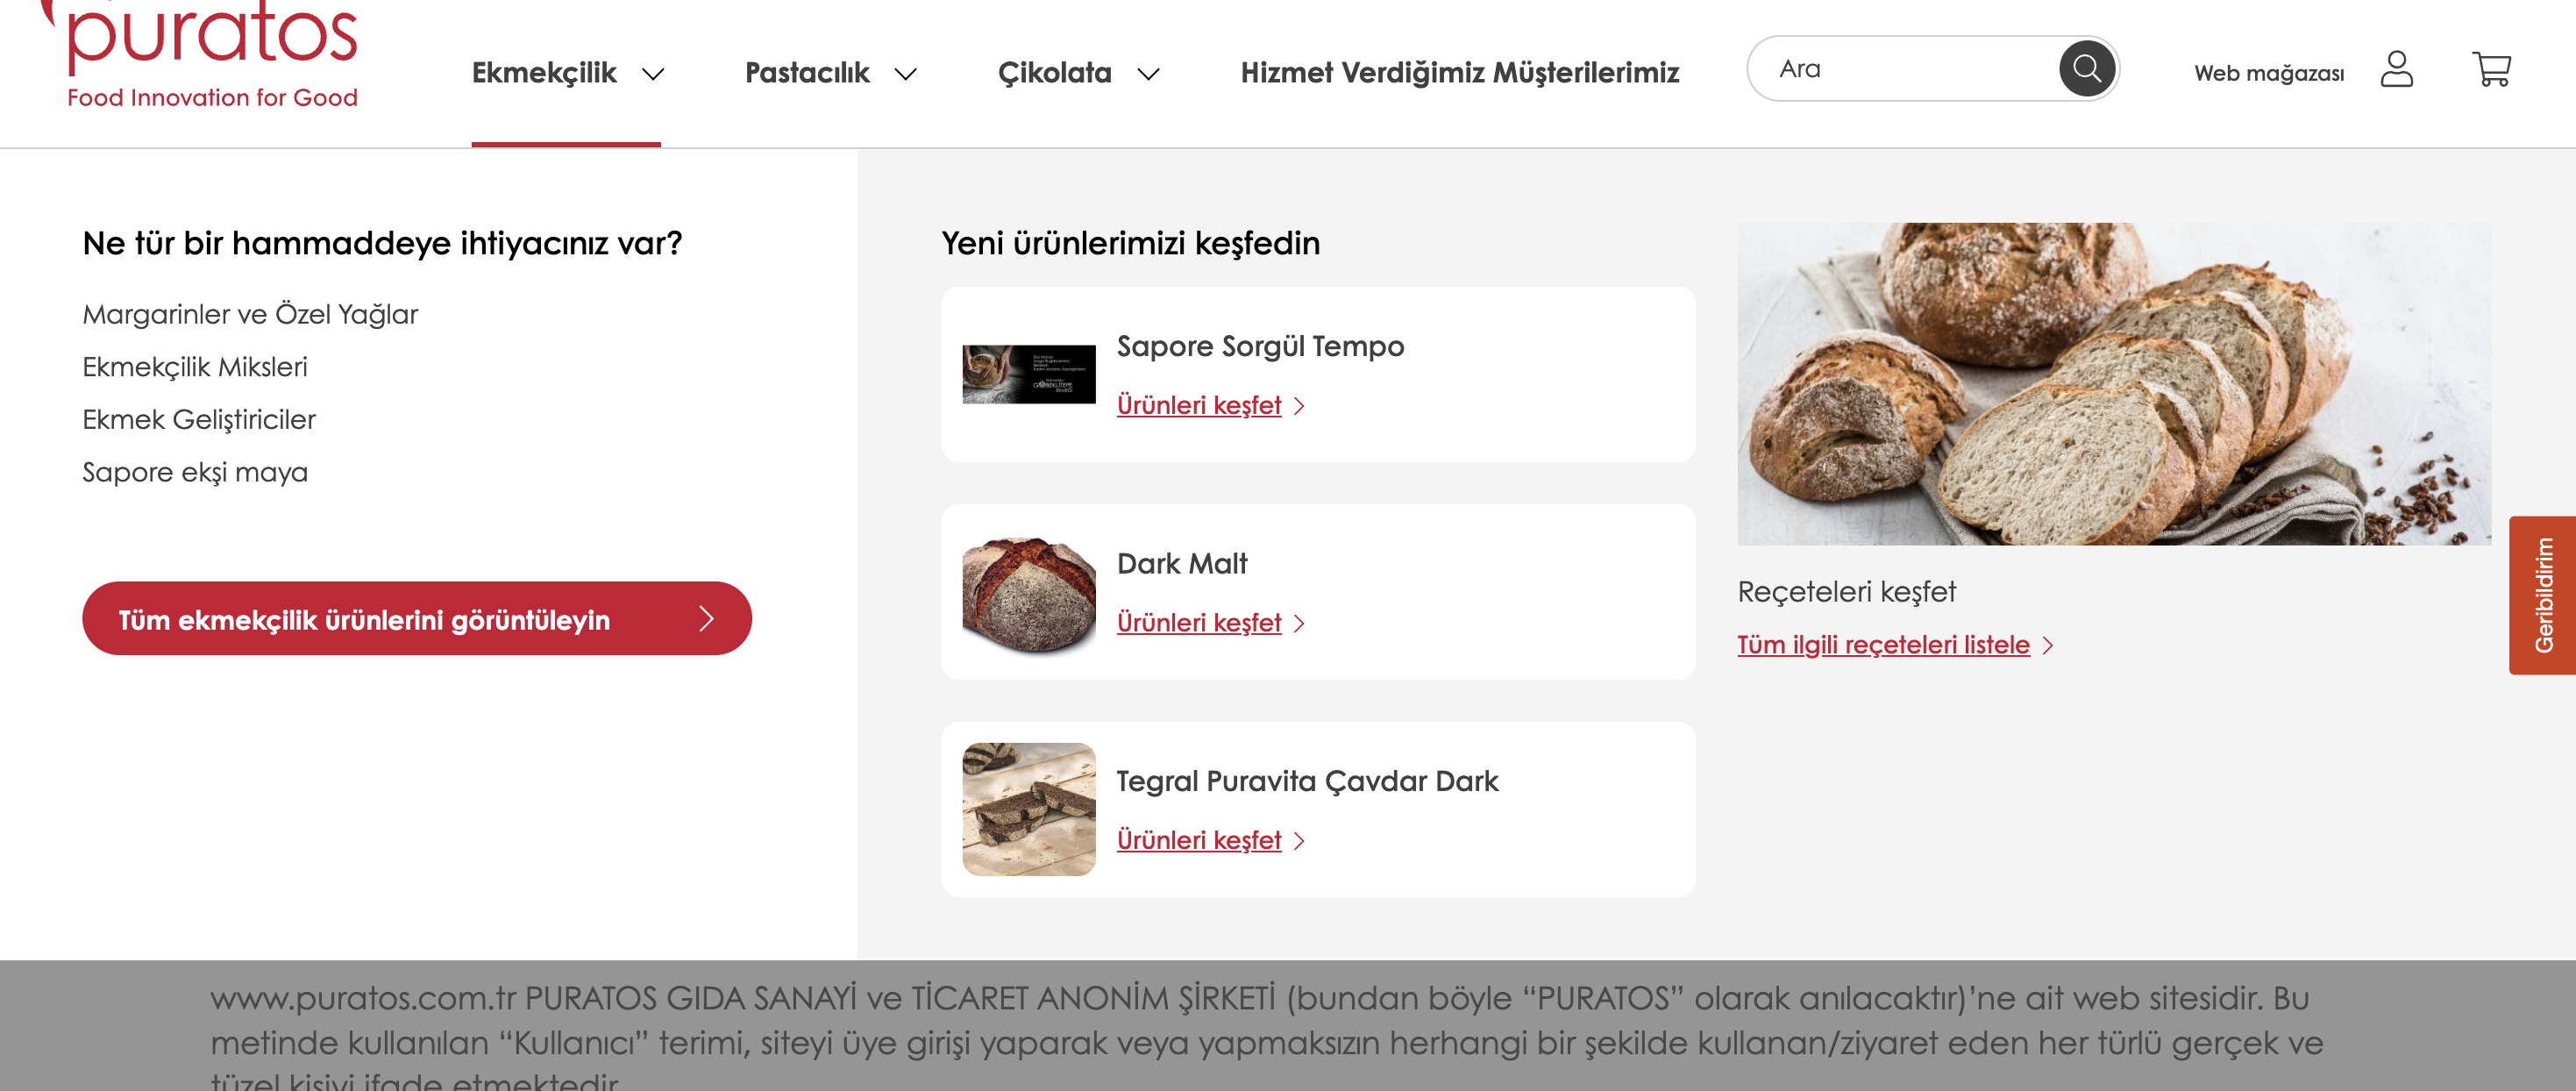 puratos
Food Innovation for Good
Ekmekçilik
Pastacılık
Çikolata
Hizmet Verdiğimiz Müşterilerimiz
Ara
Web mağazası
Ne tür bir hammaddeye ihtiyacınız var?
Margarinler ve Özel Yağlar
Ekmekçilik Miksleri
Ekmek Geliştiriciler
Sapore ekşi maya
Tüm ekmekçilik ürünlerini görüntüleyin
Yeni ürünlerimizi keşfedin
Sapore Sorgül Tempo
Ürünleri keşfet
Dark Malt
Ürünleri keşfet
Tegral Puravita Çavdar Dark
Ürünleri keşfet
Reçeteleri keşfet
Tüm ilgili reçeteleri listele
Geribildirim
www.puratos.com.tr PURATOS GIDA SANAYİ ve TİCARET ANONİM ŞİRKETİ (bundan böyle “PURATOS” olarak anılacaktır)’ne ait web sitesidir. Bu
metinde kullanılan “Kullanıcı” terimi, siteyi üye girişi yaparak veya yapmaksızın herhangi bir şekilde kullanan/ziyaret eden her türlü gerçek ve
tüzel kişiyi ifade etmektedir.